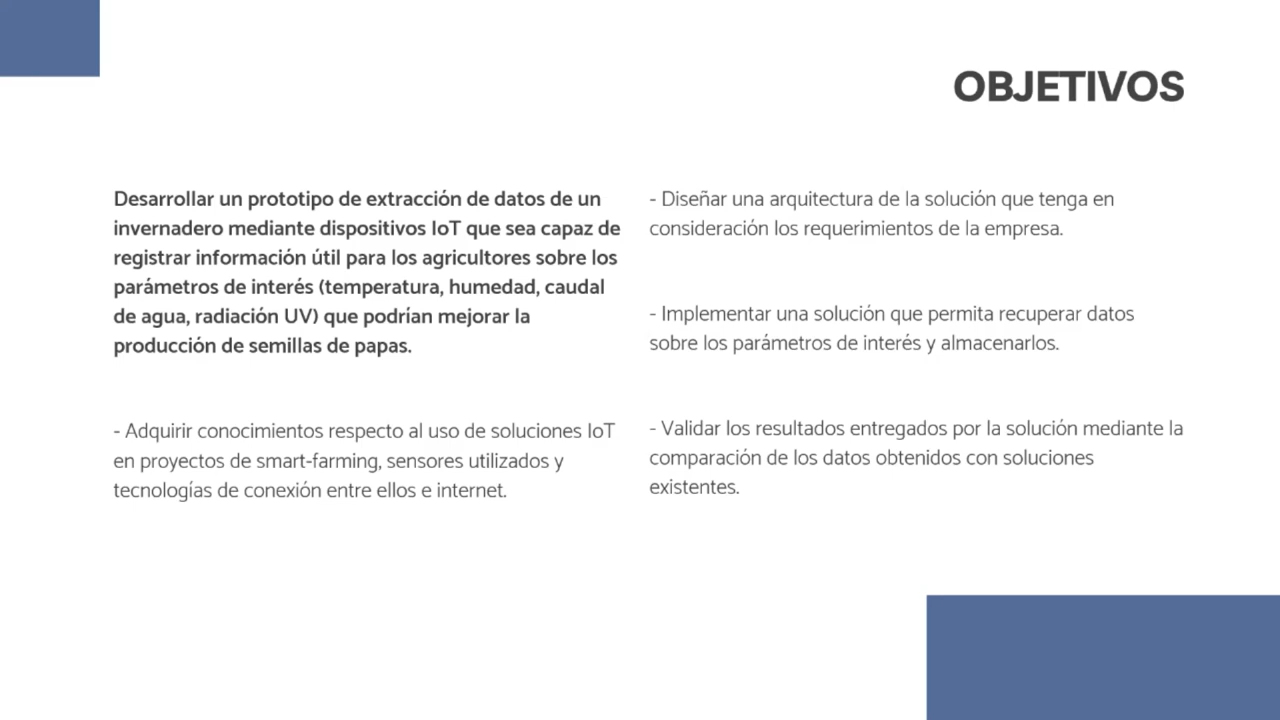 OBJETIVOS
Desarrollar un prototipo de extracción de datos de un
invernadero mediante dispositivos IoT que sea capaz de
registrar información útil para los agricultores sobre los
parámetros de interés (temperatura, humedad, caudal
de agua, radiación UV) que podrían mejorar la
producción de semillas de papas.
- Adquirir conocimientos respecto al uso de soluciones IoT
en proyectos de smart-farming, sensores utilizados y
tecnologías de conexión entre ellos e internet.
- Diseñar una arquitectura de la solución que tenga en
consideración los requerimientos de la empresa.
- Implementar una solución que permita recuperar datos
sobre los parámetros de interés y almacenarlos.
- Validar los resultados entregados por la solución mediante la
comparación de los datos obtenidos con soluciones
existentes.